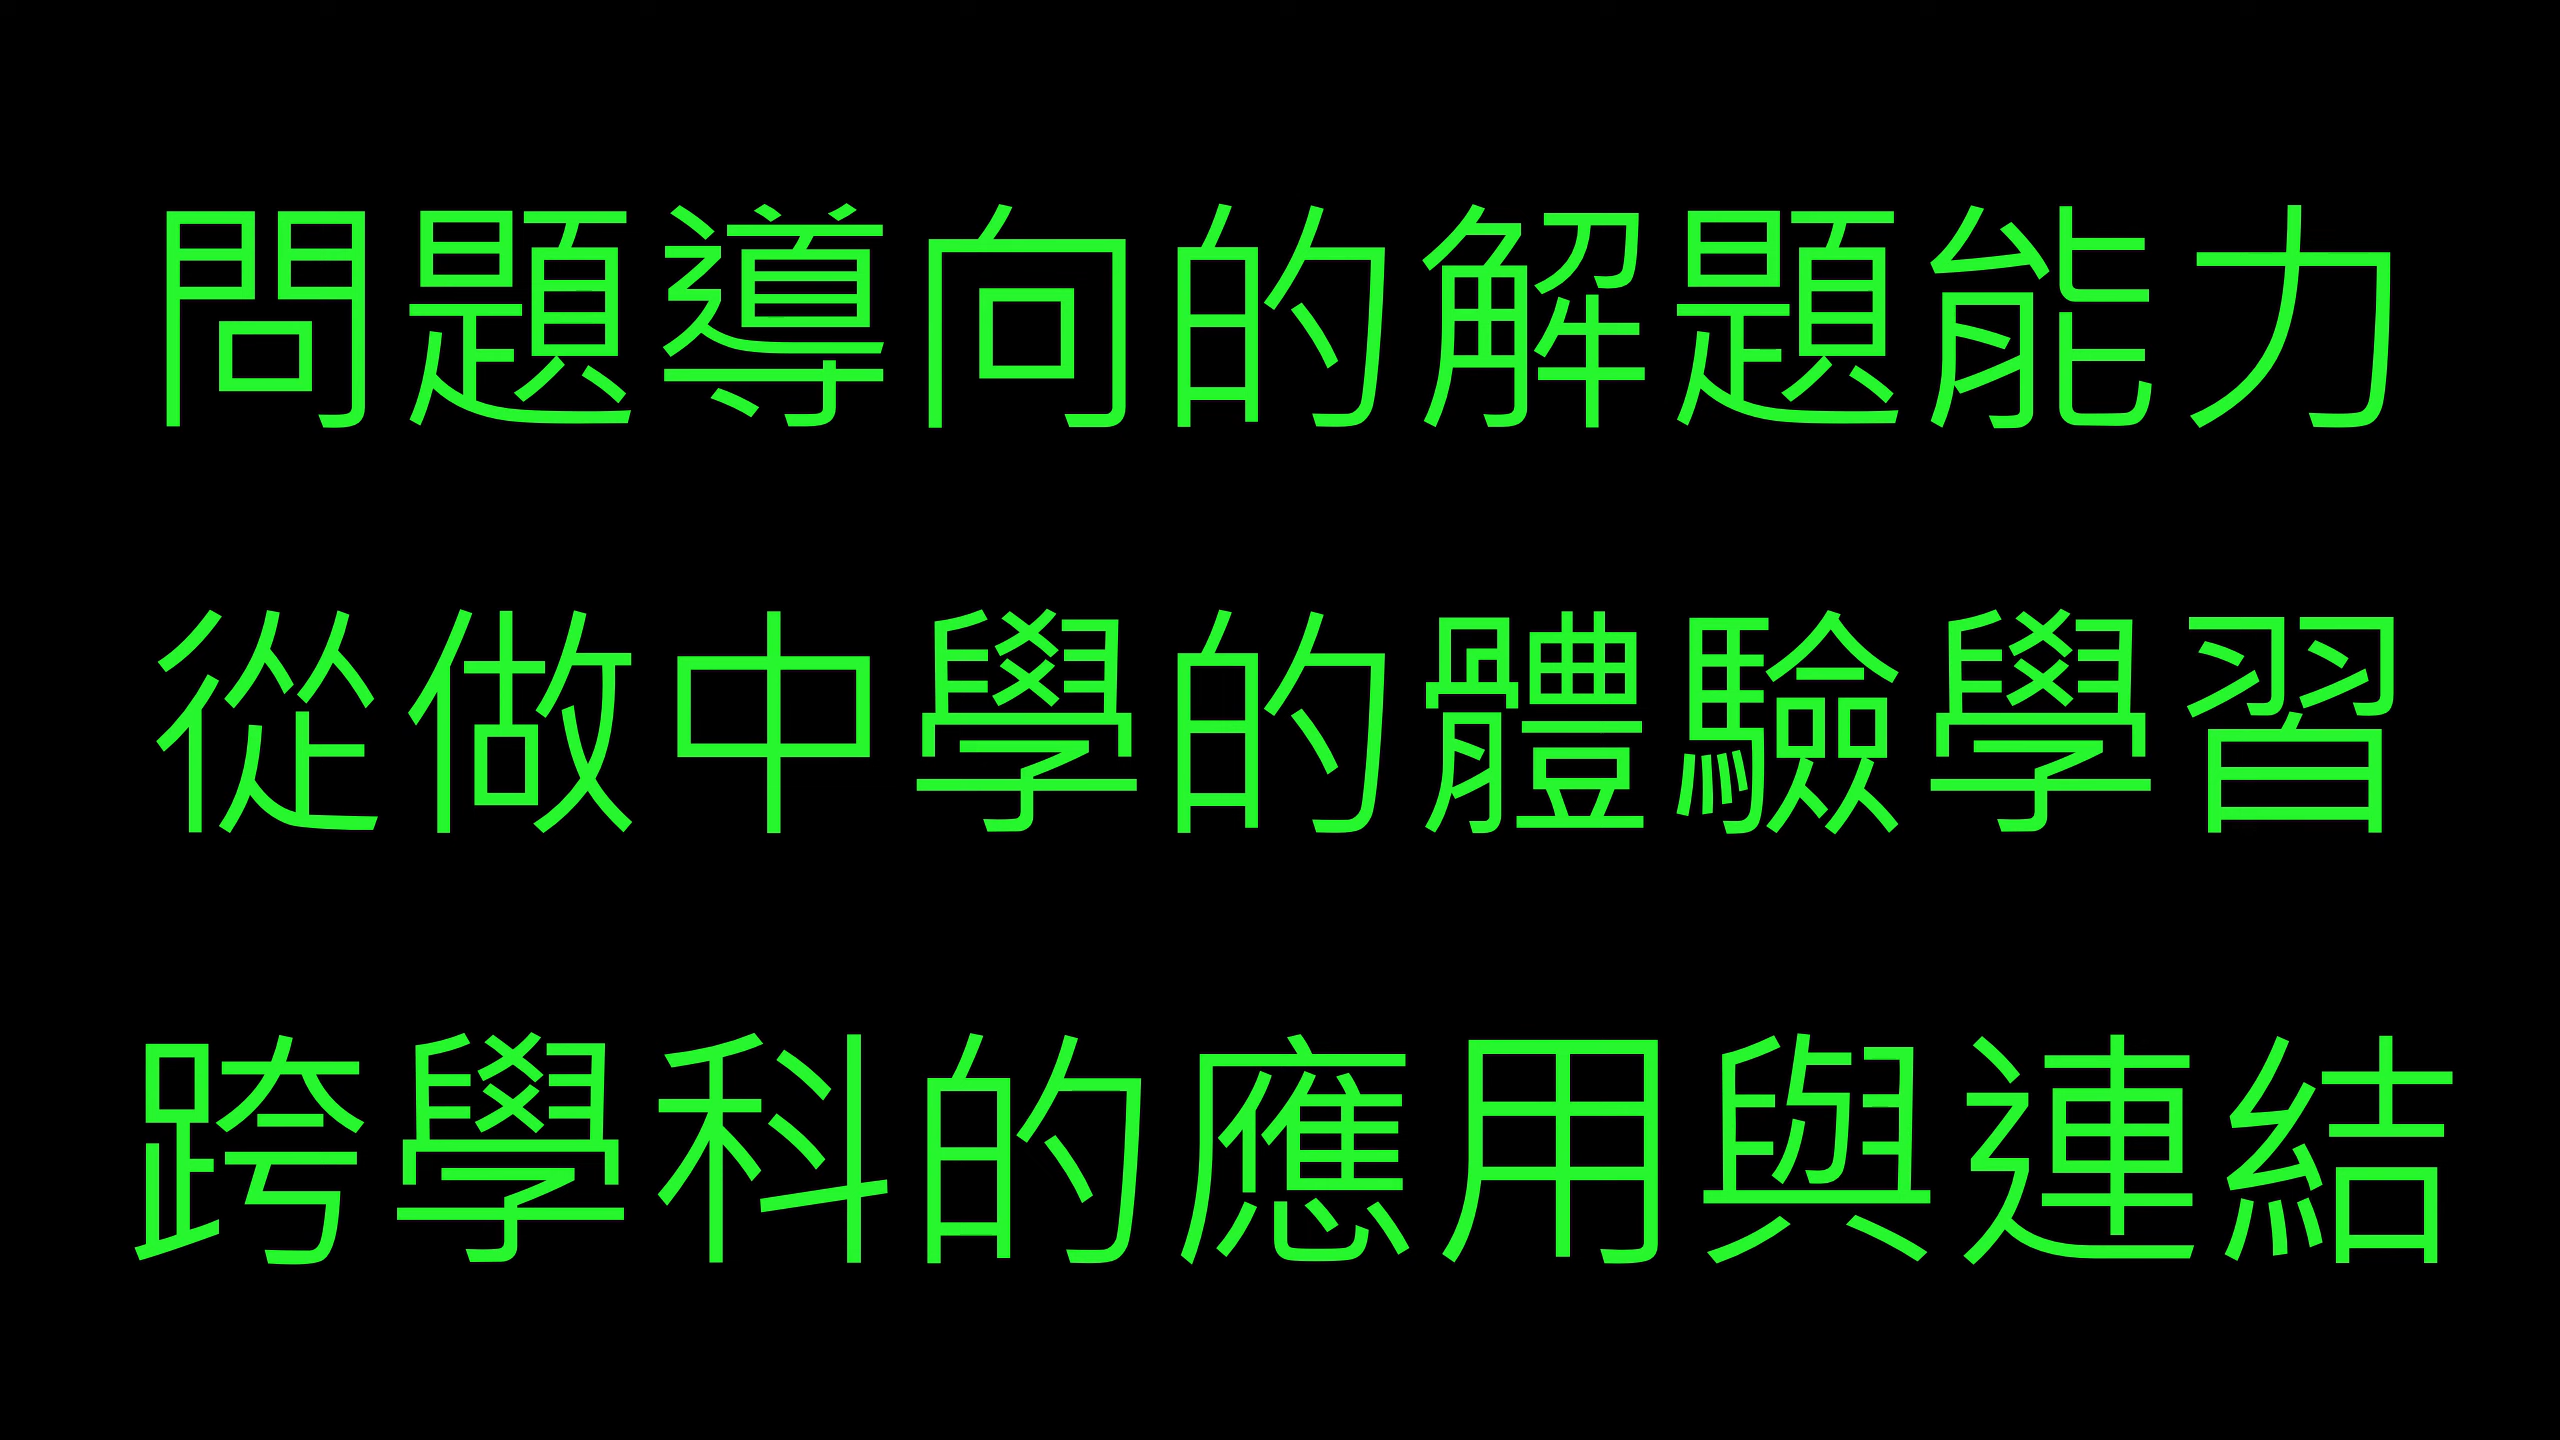 問題導向的解題能力
從做中學的體驗學習
跨學科的應用與連結